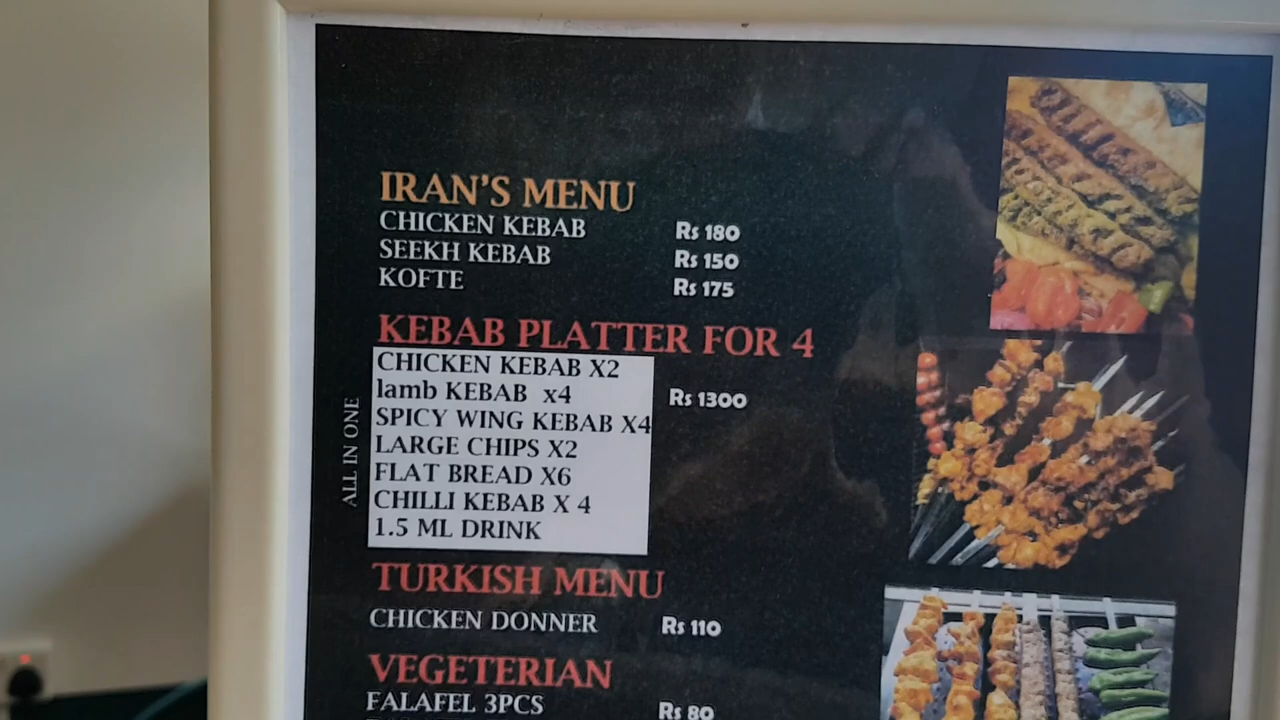 IRAN'S MENU
CHICKEN KEBAB Rs 180
SEEKH KEBAB Rs 150
KOFTE Rs 175
KEBAB PLATTER FOR 4
ALL IN ONE
CHICKEN KEBAB X2
lamb KEBAB x4 Rs 1300
SPICY WING KEBAB X4
LARGE CHIPS X2
FLAT BREAD X6
CHILLI KEBAB X 4
1.5 ML DRINK
TURKISH MENU
CHICKEN DONNER Rs 110
VEGETERIAN
FALAFEL 3PCS Rs 80